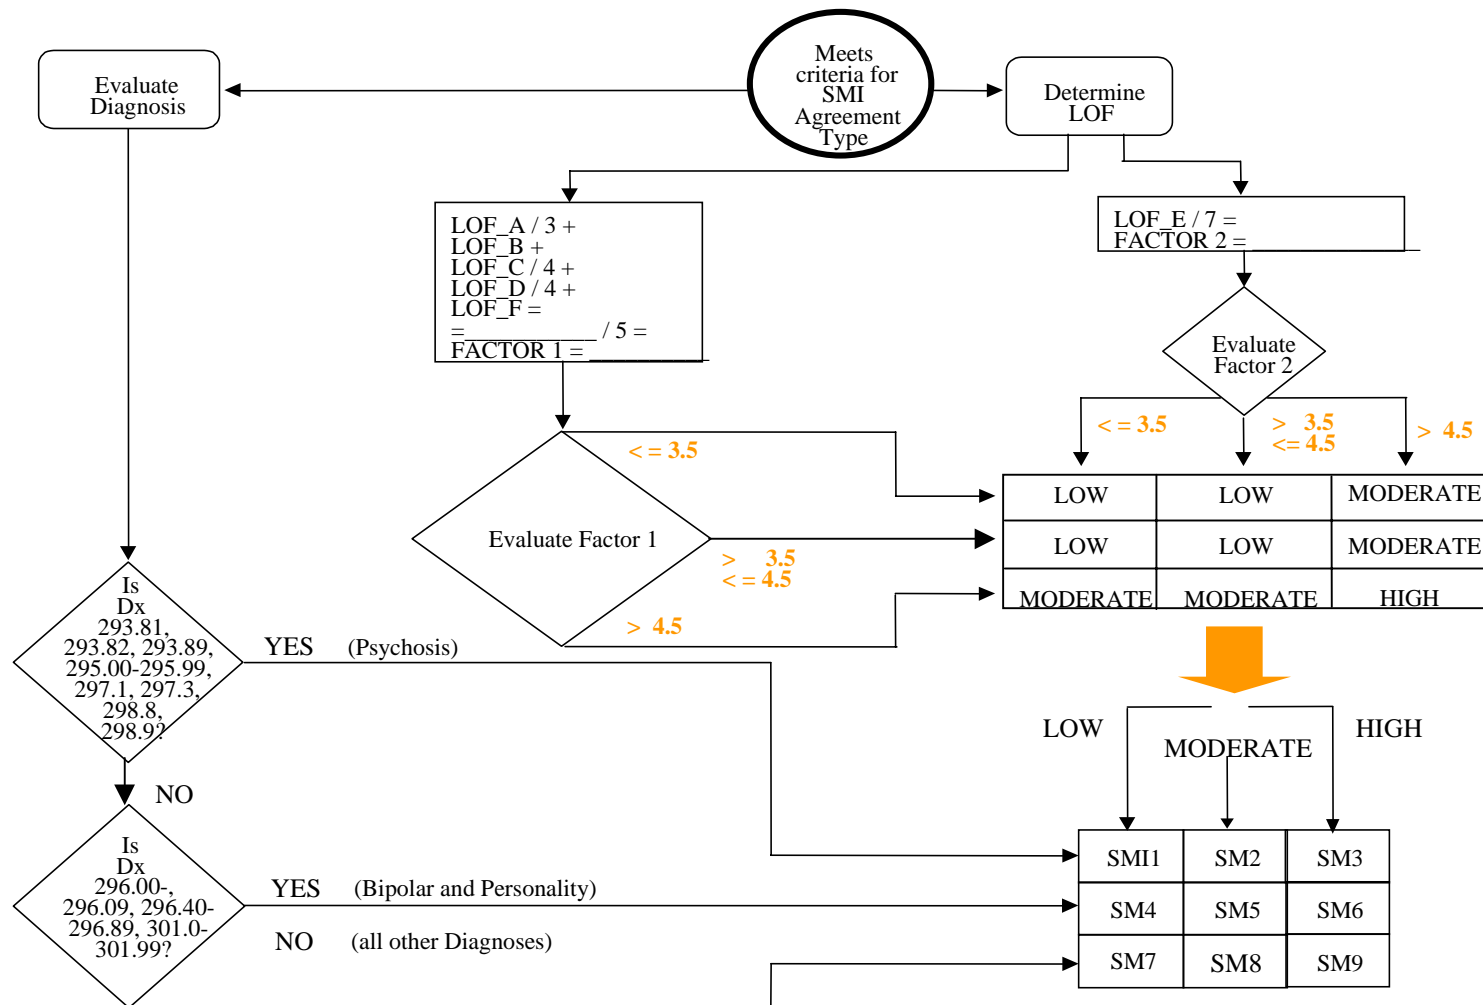 Meets
criteria for
SMI
Agreement
Type
Evaluate
Diagnosis
Determine
LOF
LOF_A / 3 +
LOF_B +
LOF_C / 4 +
LOF_D / 4 +
LOF_F =
=___________ / 5 =
FACTOR 1 = __________
LOF_E / 7 =
FACTOR 2 = ______________
Evaluate
Factor 2
< = 3.5
> 3.5
<= 4.5
> 4.5
Evaluate Factor 1
< = 3.5
> 3.5
< = 4.5
> 4.5
LOW LOW MODERATE
LOW LOW MODERATE
MODERATE MODERATE HIGH
Is
Dx
293.81,
293.82, 293.89,
295.00-295.99,
297.1, 297.3,
298.8,
298.9?
YES (Psychosis)
NO
LOW
MODERATE
HIGH
Is
Dx
296.00-,
296.09, 296.40-
296.89, 301.0-
301.99?
YES (Bipolar and Personality)
NO (all other Diagnoses)
SMI1 SM2 SM3
SM4 SM5 SM6
SM7 SM8 SM9